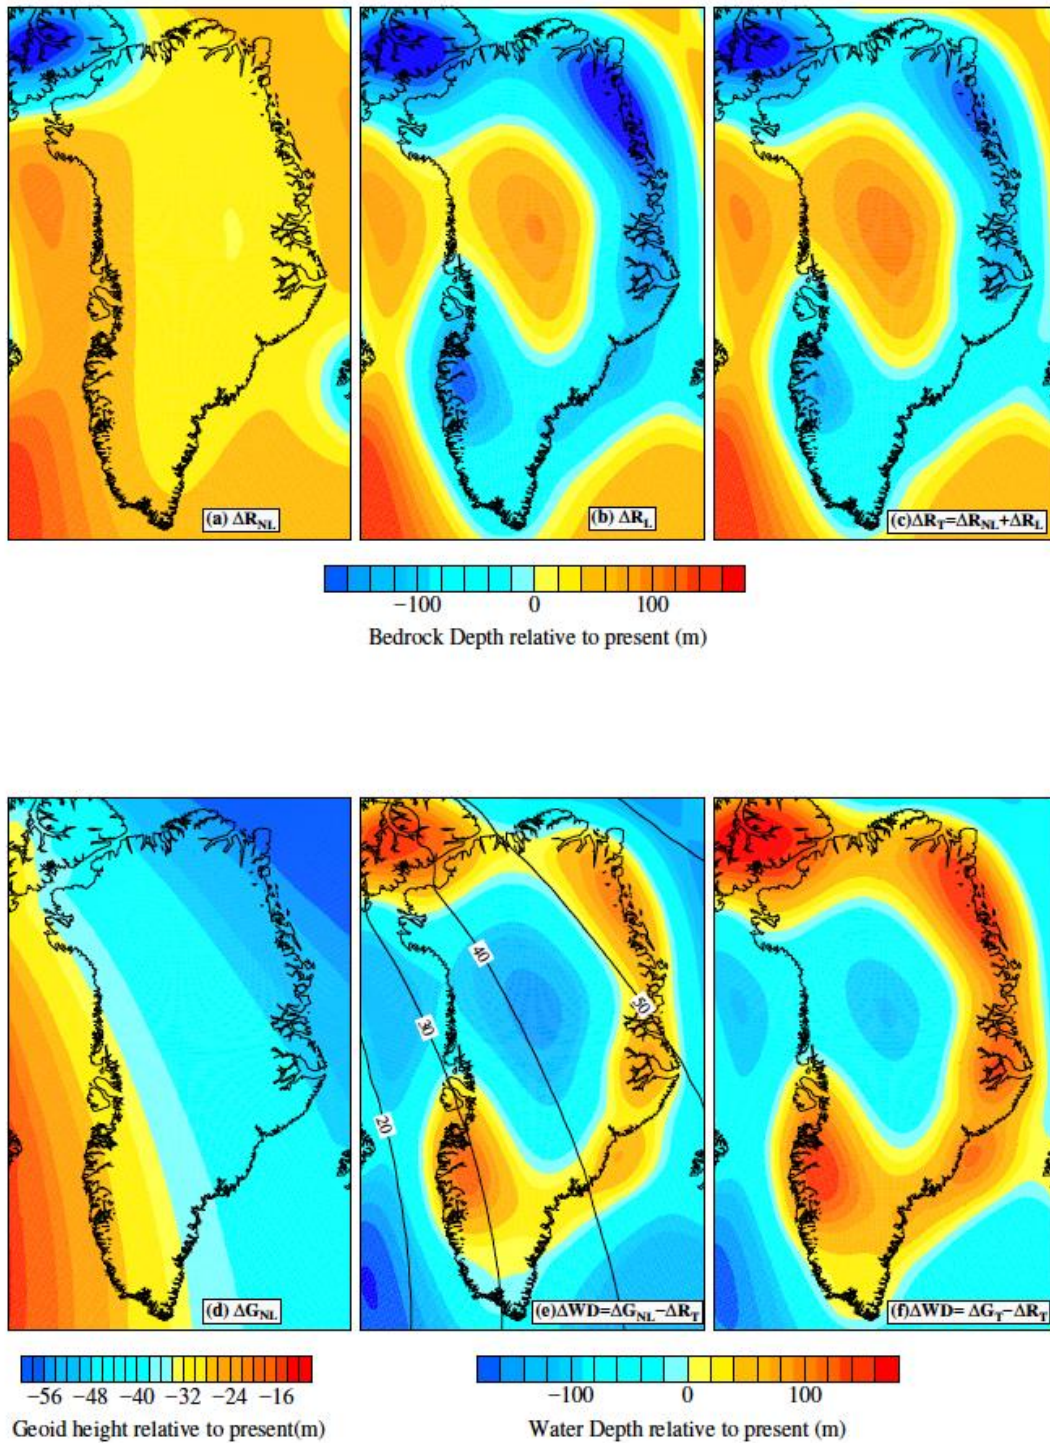 (a) ΔR_NL
(b) ΔR_L
(c)ΔR_T=ΔR_NL+ΔR_L
−100 0 100
Bedrock Depth relative to present (m)
40
30
50
20
(d) ΔG_NL
(e)ΔWD=ΔG_NL−ΔR_T
(f)ΔWD= ΔG_T−ΔR_T
−56 −48 −40 −32 −24 −16
Geoid height relative to present(m)
−100 0 100
Water Depth relative to present (m)